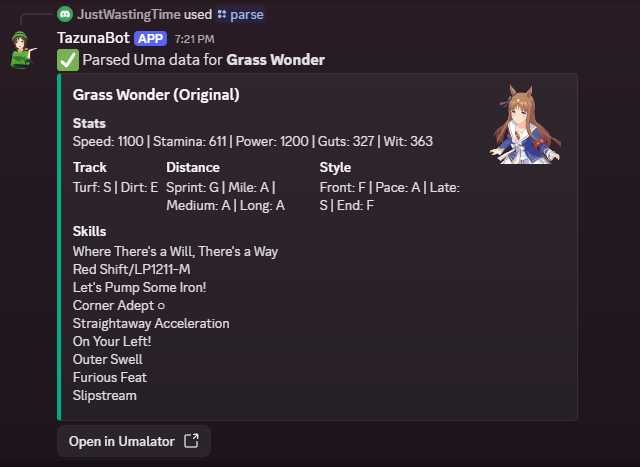 JustWastingTime used parse
TazunaBot APP 7:21 PM
Parsed Uma data for Grass Wonder
Grass Wonder (Original)
Stats
Speed: 1100 | Stamina: 611 | Power: 1200 | Guts: 327 | Wit: 363
Track
Turf: S | Dirt: E
Distance
Sprint: G | Mile: A |
Medium: A | Long: A
Style
Front: F | Pace: A | Late:
S | End: F
Skills
Where There's a Will, There's a Way
Red Shift/LP1211-M
Let's Pump Some Iron!
Corner Adept ○
Straightaway Acceleration
On Your Left!
Outer Swell
Furious Feat
Slipstream
Open in Umalator